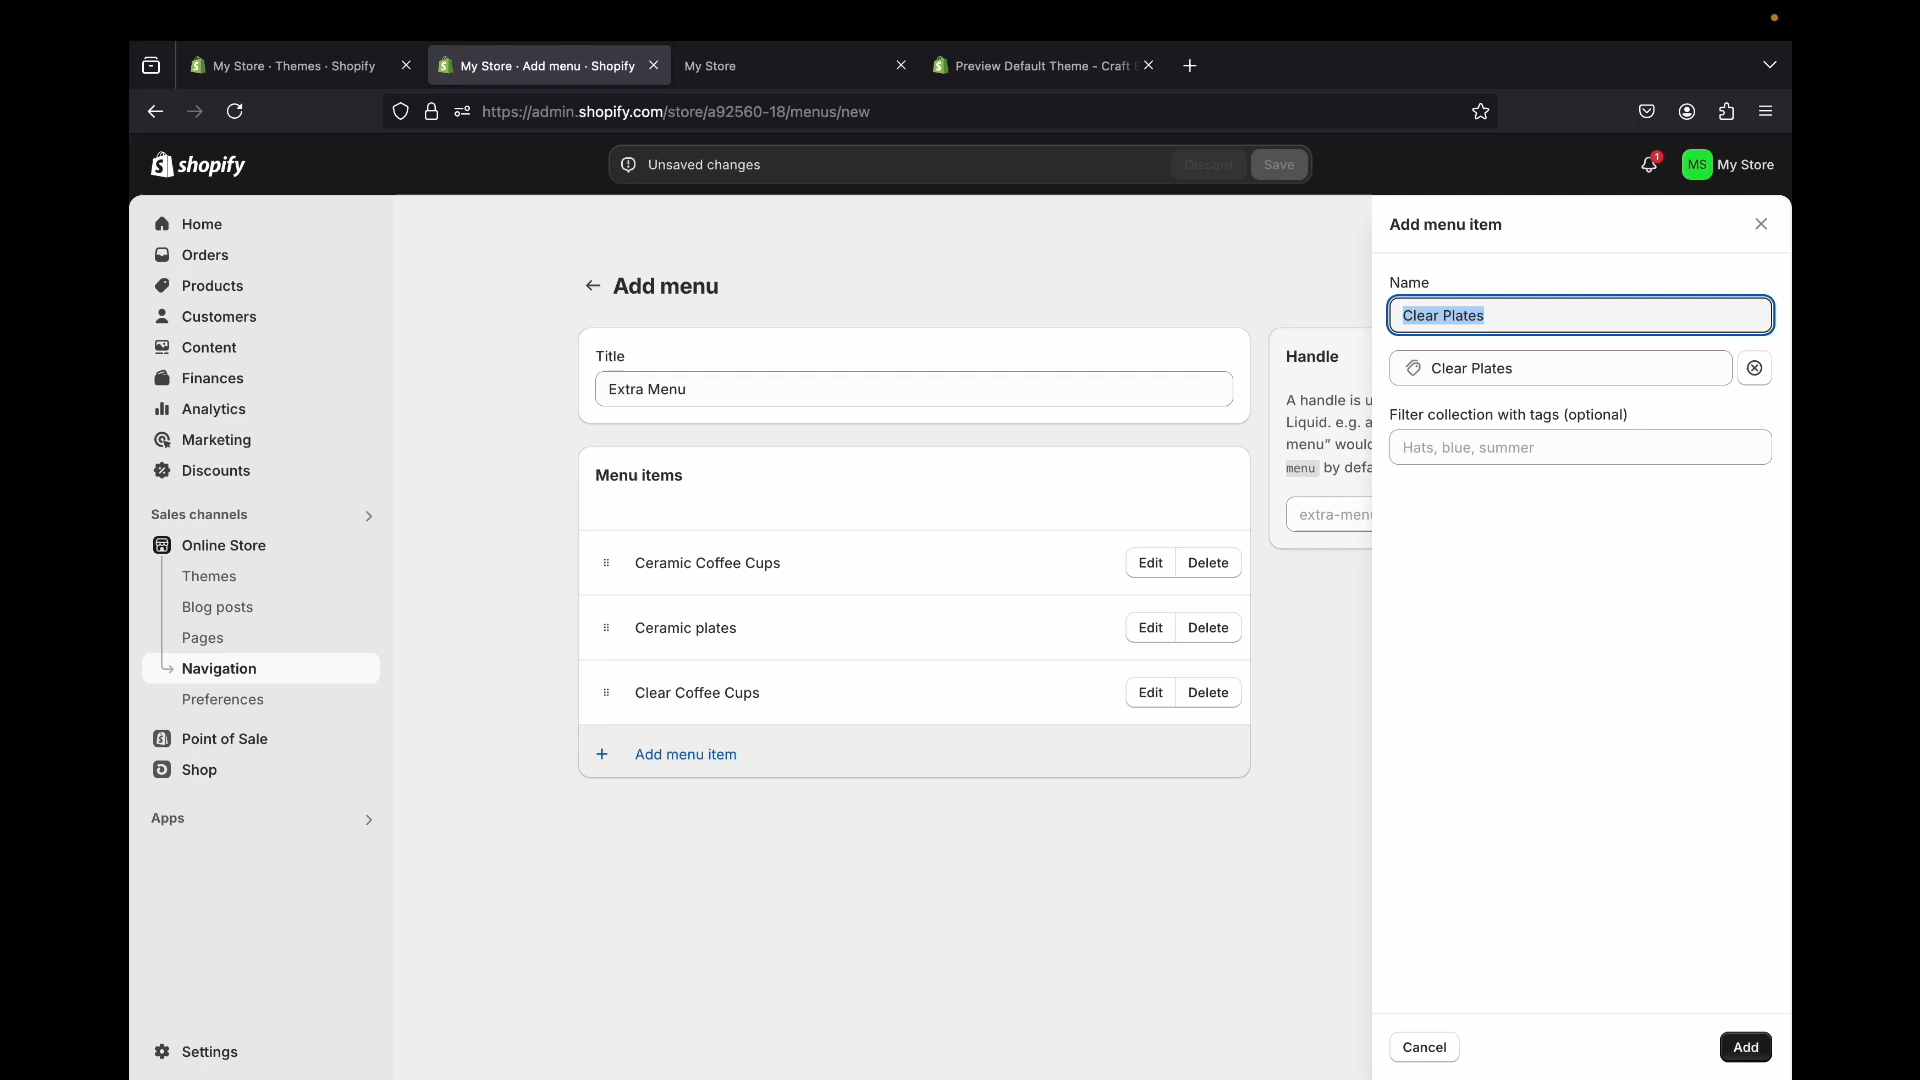 My Store · Themes · Shopify
My Store · Add menu · Shopify
My Store
Preview Default Theme - Craft
https://admin.shopify.com/store/a92560-18/menus/new
shopify
Unsaved changes
Discard
Save
1
MS
My Store
Home
Orders
Products
Customers
Content
Finances
Analytics
Marketing
Discounts
Sales channels
Online Store
Themes
Blog posts
Pages
Navigation
Preferences
Point of Sale
Shop
Apps
Settings
Add menu
Title
Extra Menu
Menu items
Ceramic Coffee Cups
Edit
Delete
Ceramic plates
Edit
Delete
Clear Coffee Cups
Edit
Delete
Add menu item
Handle
A handle is u
Liquid. e.g. a
menu” would
menu by defa
extra-menu
Add menu item
Name
Clear Plates
Clear Plates
Filter collection with tags (optional)
Hats, blue, summer
Cancel
Add